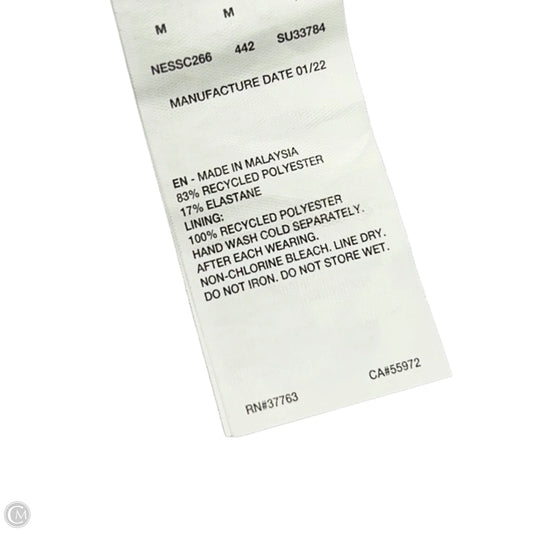 M M
NESSC266 442 SU33784
MANUFACTURE DATE 01/22
EN - MADE IN MALAYSIA
83% RECYCLED POLYESTER
17% ELASTANE
LINING:
100% RECYCLED POLYESTER
HAND WASH COLD SEPARATELY.
AFTER EACH WEARING.
NON-CHLORINE BLEACH. LINE DRY.
DO NOT IRON. DO NOT STORE WET.
RN#37763 CA#55972
CM